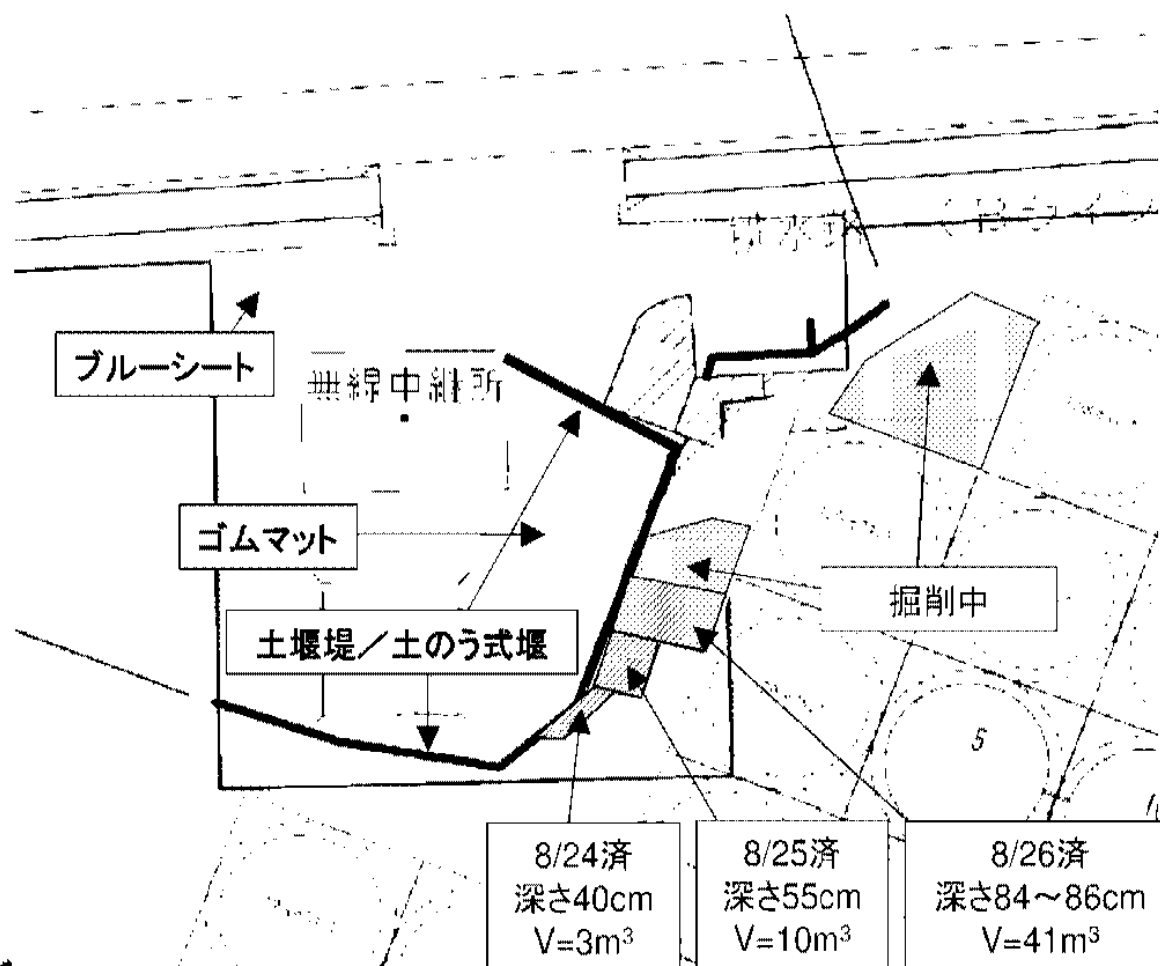 ブルーシート
無線中継所
ゴムマット
土堰堤／土のう式堰
掘削中
5
8/24済
深さ40cm
V=3m³
8/25済
深さ55cm
V=10m³
8/26済
深さ84～86cm
V=41m³